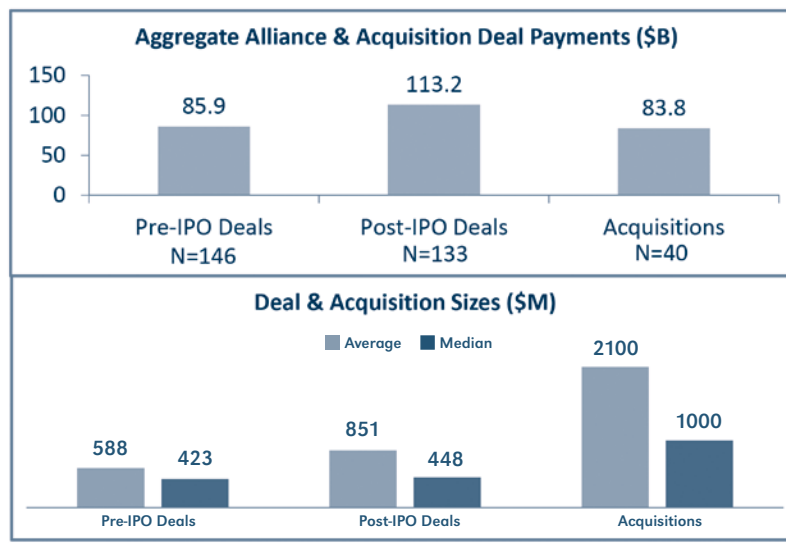 Aggregate Alliance & Acquisition Deal Payments ($B)
150
100
50
0
85.9
113.2
83.8
Pre-IPO Deals
N=146
Post-IPO Deals
N=133
Acquisitions
N=40
Deal & Acquisition Sizes ($M)
Average
Median
588
423
851
448
2100
1000
Pre-IPO Deals
Post-IPO Deals
Acquisitions